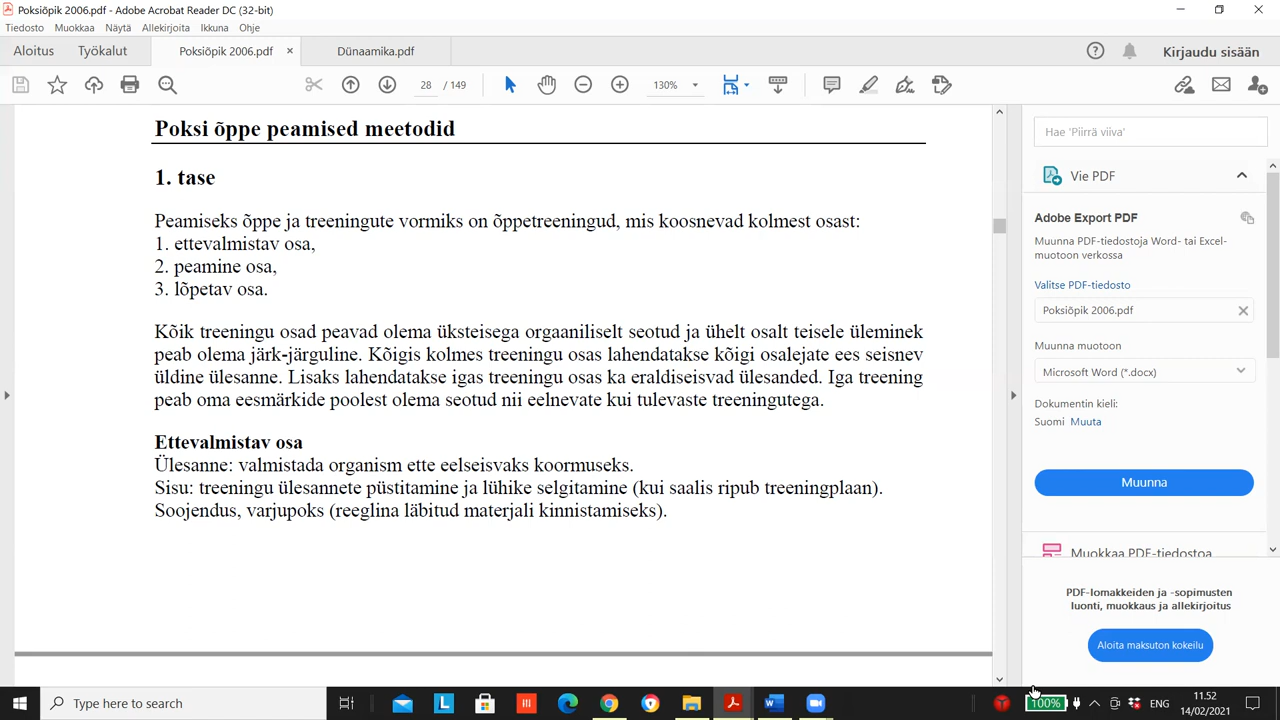 Poksiõpik 2006.pdf - Adobe Acrobat Reader DC (32-bit)
Tiedosto Muokkaa Näytä Allekirjoita Ikkuna Ohje
Aloitus Työkalut Poksiõpik 2006.pdf × Dünaamika.pdf Kirjaudu sisään
28 / 149 130%
Poksi õppe peamised meetodid
1. tase
Peamiseks õppe ja treeningute vormiks on õppetreeningud, mis koosnevad kolmest osast:
1. ettevalmistav osa,
2. peamine osa,
3. lõpetav osa.
Kõik treeningu osad peavad olema üksteisega orgaaniliselt seotud ja ühelt osalt teisele üleminek
peab olema järk-järguline. Kõigis kolmes treeningu osas lahendatakse kõigi osalejate ees seisnev
üldine ülesanne. Lisaks lahendatakse igas treeningu osas ka eraldiseisvad ülesanded. Iga treening
peab oma eesmärkide poolest olema seotud nii eelnevate kui tulevaste treeningutega.
Ettevalmistav osa
Ülesanne: valmistada organism ette eelseisvaks koormuseks.
Sisu: treeningu ülesannete püstitamine ja lühike selgitamine (kui saalis ripub treeningplaan).
Soojendus, varjupoks (reeglina läbitud materjali kinnistamiseks).
Hae 'Piirrä viiva'
Vie PDF
Adobe Export PDF
Muunna PDF-tiedostoja Word- tai Excel-
muotoon verkossa
Valitse PDF-tiedosto
Poksiõpik 2006.pdf
Muunna muotoon
Microsoft Word (*.docx)
Dokumentin kieli:
Suomi Muuta
Muunna
Muokkaa PDF-tiedostoa
PDF-lomakkeiden ja -sopimusten
luonti, muokkaus ja allekirjoitus
Aloita maksuton kokeilu
Type here to search
100%
ENG
11.52
14/02/2021